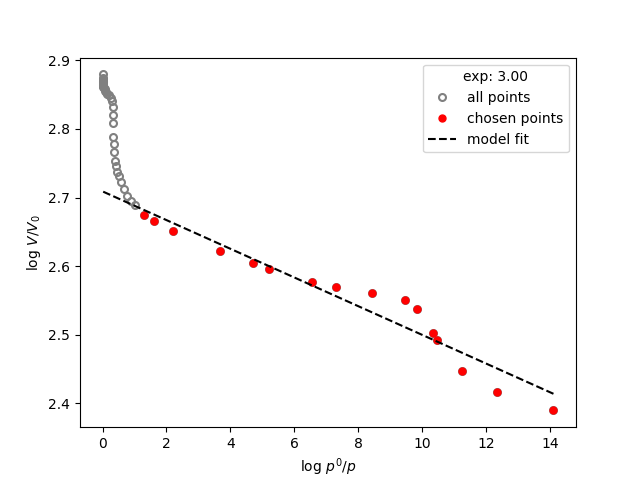 exp: 3.00
all points
chosen points
model fit
2.9
2.8
2.7
2.6
2.5
2.4
log V/V₀
0 2 4 6 8 10 12 14
log p⁰/p